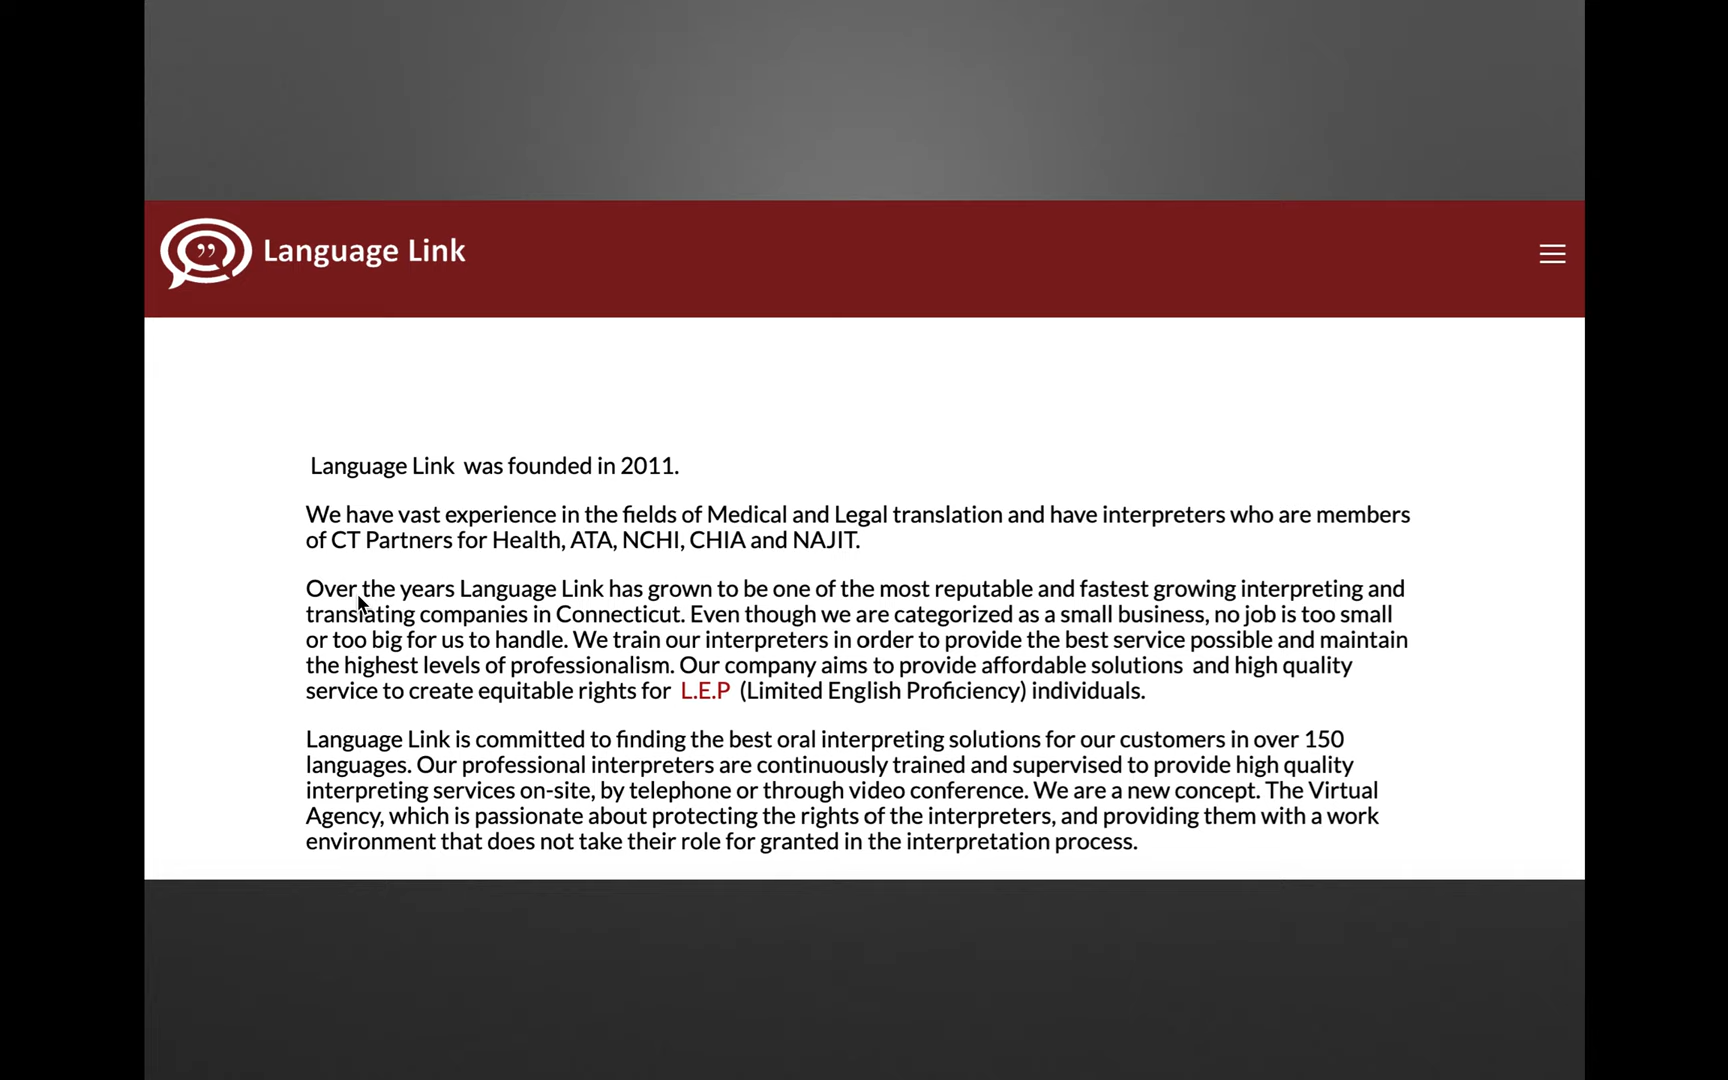 Language Link
Language Link was founded in 2011.
We have vast experience in the fields of Medical and Legal translation and have interpreters who are members
of CT Partners for Health, ATA, NCHI, CHIA and NAJIT.
Over the years Language Link has grown to be one of the most reputable and fastest growing interpreting and
translating companies in Connecticut. Even though we are categorized as a small business, no job is too small
or too big for us to handle. We train our interpreters in order to provide the best service possible and maintain
the highest levels of professionalism. Our company aims to provide affordable solutions and high quality
service to create equitable rights for L.E.P (Limited English Proficiency) individuals.
Language Link is committed to finding the best oral interpreting solutions for our customers in over 150
languages. Our professional interpreters are continuously trained and supervised to provide high quality
interpreting services on-site, by telephone or through video conference. We are a new concept. The Virtual
Agency, which is passionate about protecting the rights of the interpreters, and providing them with a work
environment that does not take their role for granted in the interpretation process.